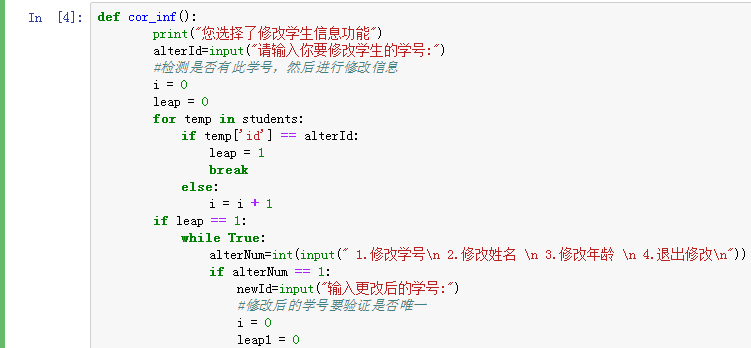 In [4]: def cor_inf():
print("您选择了修改学生信息功能")
alterId=input("请输入你要修改学生的学号:")
#检测是否有此学号，然后进行修改信息
i = 0
leap = 0
for temp in students:
if temp['id'] == alterId:
leap = 1
break
else:
i = i + 1
if leap == 1:
while True:
alterNum=int(input(" 1.修改学号\n 2.修改姓名 \n 3.修改年龄 \n 4.退出修改\n"))
if alterNum == 1:
newId=input("输入更改后的学号:")
#修改后的学号要验证是否唯一
i = 0
leap1 = 0